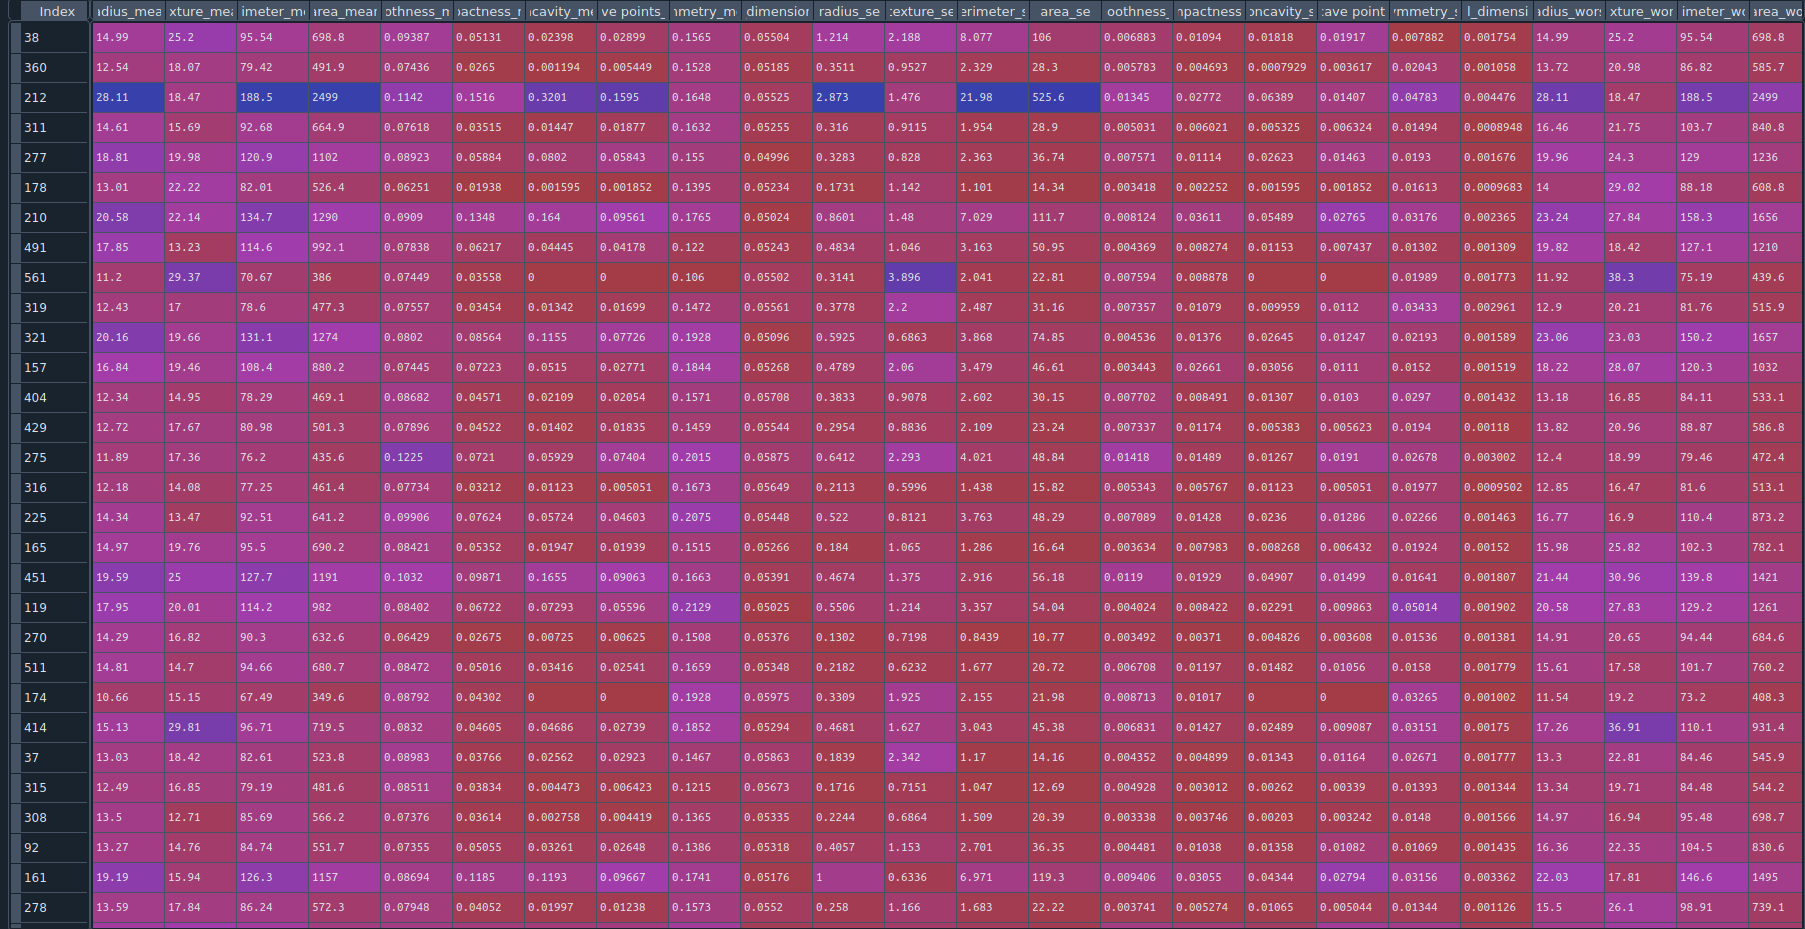 Index adius_mea xture_mea imeter_me area_mear othness_m pactness_r cavity_me ve points_ nmetry_m dimension radius_se texture_se erimeter_s area_se oothness_ npactness oncavity_s cave point ymmetry_s l_dimensi adius_wors xture_wor imeter_wo area_wo
38 14.99 25.2 95.54 698.8 0.09387 0.05131 0.02398 0.02899 0.1565 0.05504 1.214 2.188 8.077 106 0.006883 0.01094 0.01818 0.01917 0.007882 0.001754 14.99 25.2 95.54 698.8
360 12.54 18.07 79.42 491.9 0.07436 0.0265 0.001194 0.005449 0.1528 0.05185 0.3511 0.9527 2.329 28.3 0.005783 0.004693 0.0007929 0.003617 0.02043 0.001058 13.72 20.98 86.82 585.7
212 28.11 18.47 188.5 2499 0.1142 0.1516 0.3201 0.1595 0.1648 0.05525 2.873 1.476 21.98 525.6 0.01345 0.02772 0.06389 0.01407 0.04783 0.004476 28.11 18.47 188.5 2499
311 14.61 15.69 92.68 664.9 0.07618 0.03515 0.01447 0.01877 0.1632 0.05255 0.316 0.9115 1.954 28.9 0.005031 0.006021 0.005325 0.006324 0.01494 0.0008948 16.46 21.75 103.7 840.8
277 18.81 19.98 120.9 1102 0.08923 0.05884 0.0802 0.05843 0.155 0.04996 0.3283 0.828 2.363 36.74 0.007571 0.01114 0.02623 0.01463 0.0193 0.001676 19.96 24.3 129 1236
178 13.01 22.22 82.01 526.4 0.06251 0.01938 0.001595 0.001852 0.1395 0.05234 0.1731 1.142 1.101 14.34 0.003418 0.002252 0.001595 0.001852 0.01613 0.0009683 14 29.02 88.18 608.8
210 20.58 22.14 134.7 1290 0.0909 0.1348 0.164 0.09561 0.1765 0.05024 0.8601 1.48 7.029 111.7 0.008124 0.03611 0.05489 0.02765 0.03176 0.002365 23.24 27.84 158.3 1656
491 17.85 13.23 114.6 992.1 0.07838 0.06217 0.04445 0.04178 0.122 0.05243 0.4834 1.046 3.163 50.95 0.004369 0.008274 0.01153 0.007437 0.01302 0.001309 19.82 18.42 127.1 1210
561 11.2 29.37 70.67 386 0.07449 0.03558 0 0 0.106 0.05502 0.3141 3.896 2.041 22.81 0.007594 0.008878 0 0 0.01989 0.001773 11.92 38.3 75.19 439.6
319 12.43 17 78.6 477.3 0.07557 0.03454 0.01342 0.01699 0.1472 0.05561 0.3778 2.2 2.487 31.16 0.007357 0.01079 0.009959 0.0112 0.03433 0.002961 12.9 20.21 81.76 515.9
321 20.16 19.66 131.1 1274 0.0802 0.08564 0.1155 0.07726 0.1928 0.05096 0.5925 0.6863 3.868 74.85 0.004536 0.01376 0.02645 0.01247 0.02193 0.001589 23.06 23.03 150.2 1657
157 16.84 19.46 108.4 880.2 0.07445 0.07223 0.0515 0.02771 0.1844 0.05268 0.4789 2.06 3.479 46.61 0.003443 0.02661 0.03056 0.0111 0.0152 0.001519 18.22 28.07 120.3 1032
404 12.34 14.95 78.29 469.1 0.08682 0.04571 0.02109 0.02054 0.1571 0.05708 0.3833 0.9078 2.602 30.15 0.007702 0.008491 0.01307 0.0103 0.0297 0.001432 13.18 16.85 84.11 533.1
429 12.72 17.67 80.98 501.3 0.07896 0.04522 0.01402 0.01835 0.1459 0.05544 0.2954 0.8836 2.109 23.24 0.007337 0.01174 0.005383 0.005623 0.0194 0.00118 13.82 20.96 88.87 586.8
275 11.89 17.36 76.2 435.6 0.1225 0.0721 0.05929 0.07404 0.2015 0.05875 0.6412 2.293 4.021 48.84 0.01418 0.01489 0.01267 0.0191 0.02678 0.003002 12.4 18.99 79.46 472.4
316 12.18 14.08 77.25 461.4 0.07734 0.03212 0.01123 0.005051 0.1673 0.05649 0.2113 0.5996 1.438 15.82 0.005343 0.005767 0.01123 0.005051 0.01977 0.0009502 12.85 16.47 81.6 513.1
225 14.34 13.47 92.51 641.2 0.09906 0.07624 0.05724 0.04603 0.2075 0.05448 0.522 0.8121 3.763 48.29 0.007089 0.01428 0.0236 0.01286 0.02266 0.001463 16.77 16.9 110.4 873.2
165 14.97 19.76 95.5 690.2 0.08421 0.05352 0.01947 0.01939 0.1515 0.05266 0.184 1.065 1.286 16.64 0.003634 0.007983 0.008268 0.006432 0.01924 0.00152 15.98 25.82 102.3 782.1
451 19.59 25 127.7 1191 0.1032 0.09871 0.1655 0.09063 0.1663 0.05391 0.4674 1.375 2.916 56.18 0.0119 0.01929 0.04907 0.01499 0.01641 0.001807 21.44 30.96 139.8 1421
119 17.95 20.01 114.2 982 0.08402 0.06722 0.07293 0.05596 0.2129 0.05025 0.5506 1.214 3.357 54.04 0.004024 0.008422 0.02291 0.009863 0.05014 0.001902 20.58 27.83 129.2 1261
270 14.29 16.82 90.3 632.6 0.06429 0.02675 0.00725 0.00625 0.1508 0.05376 0.1302 0.7198 0.8439 10.77 0.003492 0.00371 0.004826 0.003608 0.01536 0.001381 14.91 20.65 94.44 684.6
511 14.81 14.7 94.66 680.7 0.08472 0.05016 0.03416 0.02541 0.1659 0.05348 0.2182 0.6232 1.677 20.72 0.006708 0.01197 0.01482 0.01056 0.0158 0.001779 15.61 17.58 101.7 760.2
174 10.66 15.15 67.49 349.6 0.08792 0.04302 0 0 0.1928 0.05975 0.3309 1.925 2.155 21.98 0.008713 0.01017 0 0 0.03265 0.001002 11.54 19.2 73.2 408.3
414 15.13 29.81 96.71 719.5 0.0832 0.04605 0.04686 0.02739 0.1852 0.05294 0.4681 1.627 3.043 45.38 0.006831 0.01427 0.02489 0.009087 0.03151 0.00175 17.26 36.91 110.1 931.4
37 13.03 18.42 82.61 523.8 0.08983 0.03766 0.02562 0.02923 0.1467 0.05863 0.1839 2.342 1.17 14.16 0.004352 0.004899 0.01343 0.01164 0.02671 0.001777 13.3 22.81 84.46 545.9
315 12.49 16.85 79.19 481.6 0.08511 0.03834 0.004473 0.006423 0.1215 0.05673 0.1716 0.7151 1.047 12.69 0.004928 0.003012 0.00262 0.00339 0.01393 0.001344 13.34 19.71 84.48 544.2
308 13.5 12.71 85.69 566.2 0.07376 0.03614 0.002758 0.004419 0.1365 0.05335 0.2244 0.6864 1.509 20.39 0.003338 0.003746 0.00203 0.003242 0.0148 0.001566 14.97 16.94 95.48 698.7
92 13.27 14.76 84.74 551.7 0.07355 0.05055 0.03261 0.02648 0.1386 0.05318 0.4057 1.153 2.701 36.35 0.004481 0.01038 0.01358 0.01082 0.01069 0.001435 16.36 22.35 104.5 830.6
161 19.19 15.94 126.3 1157 0.08694 0.1185 0.1193 0.09667 0.1741 0.05176 1 0.6336 6.971 119.3 0.009406 0.03055 0.04344 0.02794 0.03156 0.003362 22.03 17.81 146.6 1495
278 13.59 17.84 86.24 572.3 0.07948 0.04052 0.01997 0.01238 0.1573 0.0552 0.258 1.166 1.683 22.22 0.003741 0.005274 0.01065 0.005044 0.01344 0.001126 15.5 26.1 98.91 739.1